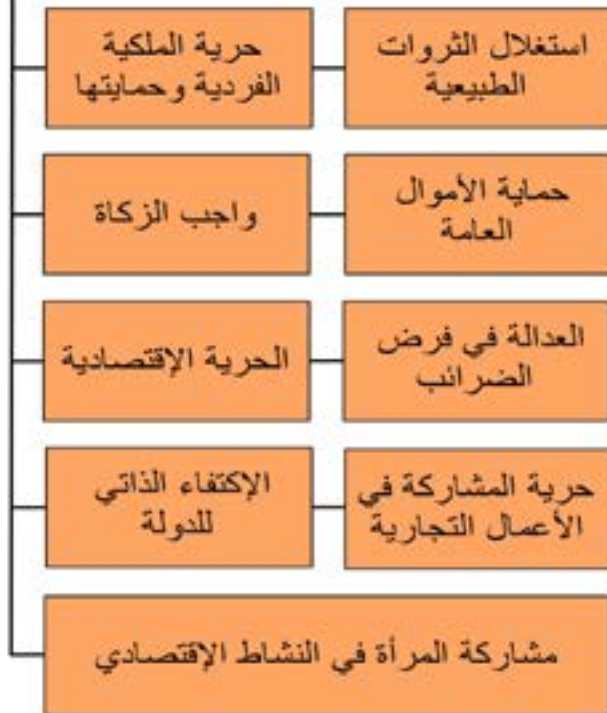 استغلال الثروات
الطبيعية
حرية الملكية
الفردية وحمايتها
حماية الأموال
العامة
واجب الزكاة
العدالة في فرض
الضرائب
الحرية الإقتصادية
حرية المشاركة في
الأعمال التجارية
الإكتفاء الذاتي
للدولة
مشاركة المرأة في النشاط الإقتصادي